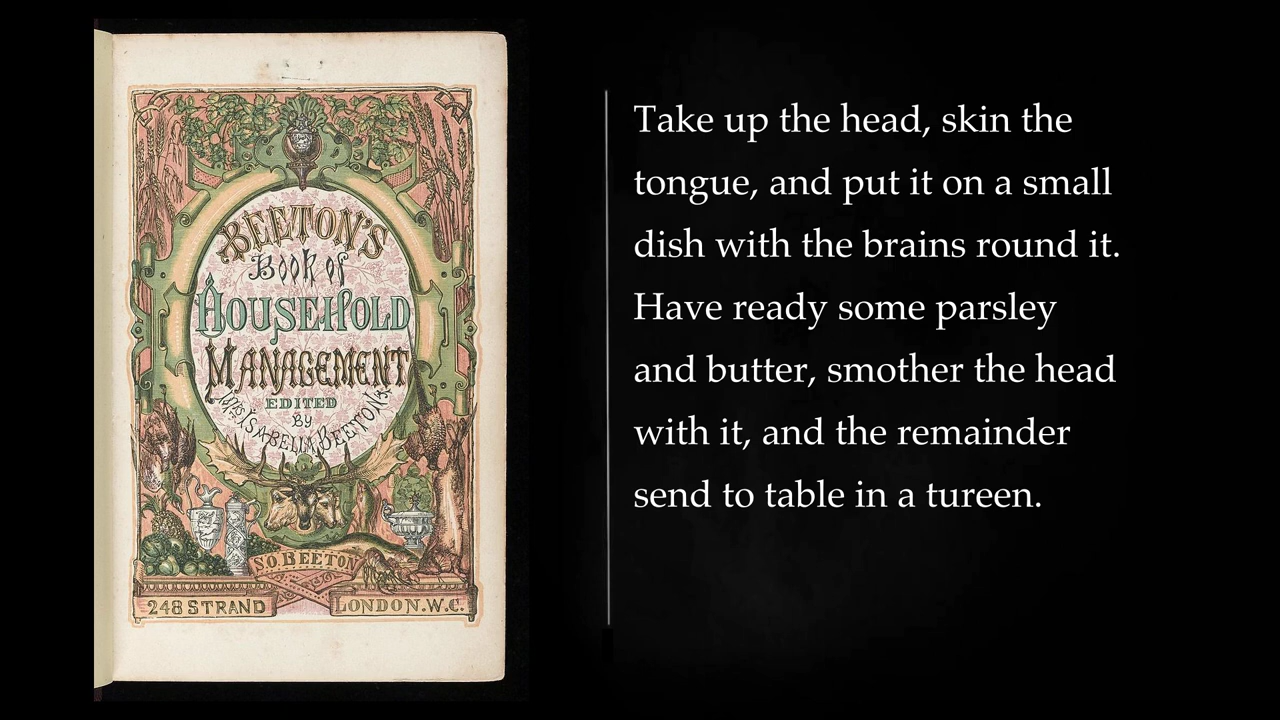 BEETON'S
Book of
HOUSEHOLD
MANAGEMENT
EDITED
BY
MRS ISABELLA BEETON
S.O. BEETON
248 STRAND
LONDON. W.C.
Take up the head, skin the
tongue, and put it on a small
dish with the brains round it.
Have ready some parsley
and butter, smother the head
with it, and the remainder
send to table in a tureen.